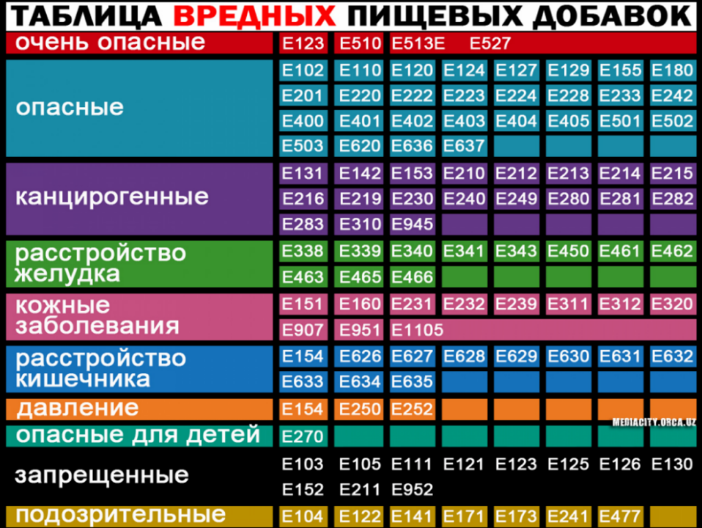 ТАБЛИЦА ВРЕДНЫХ ПИЩЕВЫХ ДОБАВОК
очень опасные E123 E510 E513E E527
опасные
E102 E110 E120 E124 E127 E129 E155 E180
E201 E220 E222 E223 E224 E228 E233 E242
E400 E401 E402 E403 E404 E405 E501 E502
E503 E620 E636 E637
канцирогенные
E131 E142 E153 E210 E212 E213 E214 E215
E216 E219 E230 E240 E249 E280 E281 E282
E283 E310 E945
расстройство
желудка
E338 E339 E340 E341 E343 E450 E461 E462
E463 E465 E466
кожные
заболевания
E151 E160 E231 E232 E239 E311 E312 E320
E907 E951 E1105
расстройство
кишечника
E154 E626 E627 E628 E629 E630 E631 E632
E633 E634 E635
давление E154 E250 E252
MEDIACITY.ORCA.UZ
опасные для детей E270
запрещенные
E103 E105 E111 E121 E123 E125 E126 E130
E152 E211 E952
подозрительные E104 E122 E141 E171 E173 E241 E477